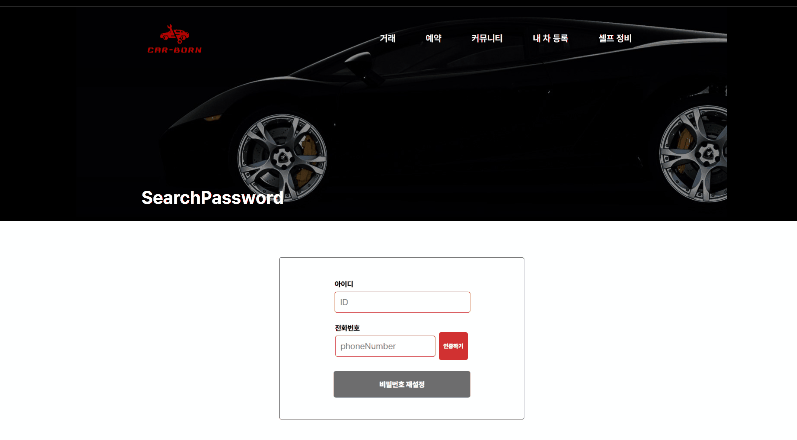 CAR-BORN
거래 예약 커뮤니티 내 차 등록 셀프 정비
SearchPassword
아이디
ID
전화번호
phoneNumber 인증하기
비밀번호 재설정